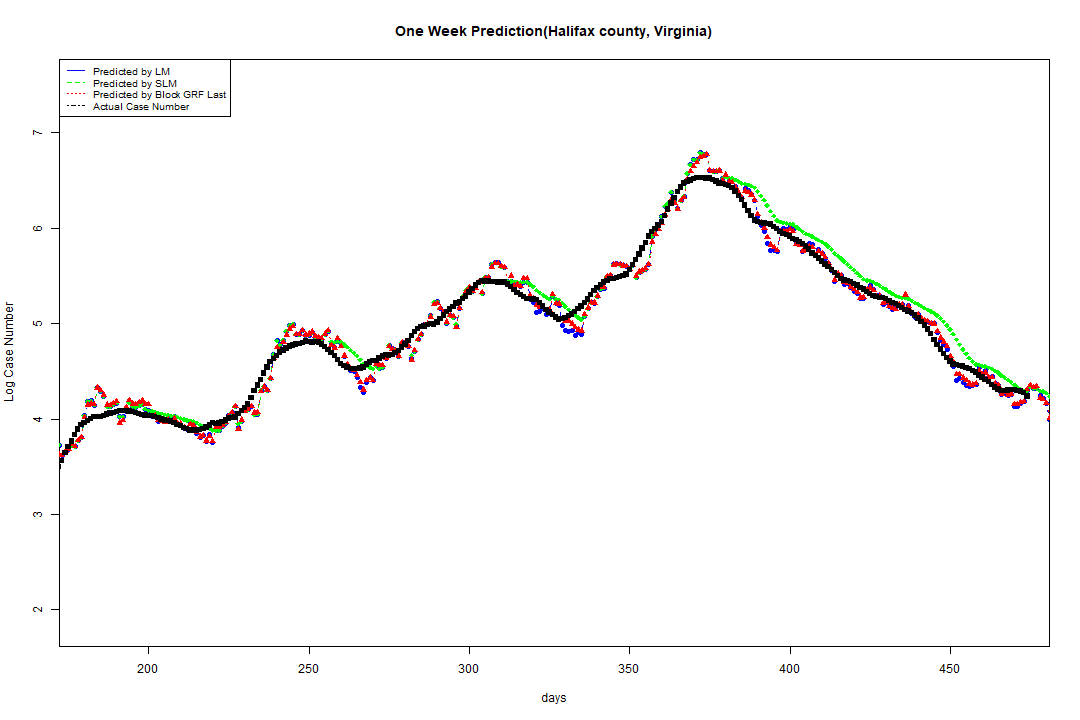 One Week Prediction(Halifax county, Virginia)
Predicted by LM
Predicted by SLM
Predicted by Block GRF Last
Actual Case Number
7
6
5
4
3
2
Log Case Number
200 250 300 350 400 450
days